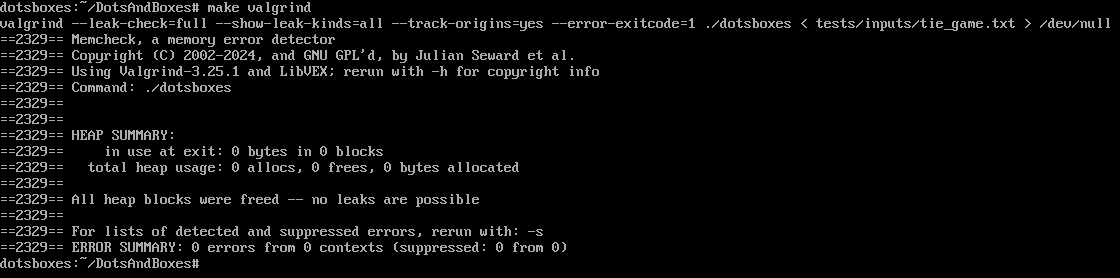 dotsboxes:~/DotsAndBoxes# make valgrind
valgrind --leak-check=full --show-leak-kinds=all --track-origins=yes --error-exitcode=1 ./dotsboxes < tests/inputs/tie_game.txt > /dev/null
==2329== Memcheck, a memory error detector
==2329== Copyright (C) 2002-2024, and GNU GPL'd, by Julian Seward et al.
==2329== Using Valgrind-3.25.1 and LibVEX; rerun with -h for copyright info
==2329== Command: ./dotsboxes
==2329==
==2329==
==2329== HEAP SUMMARY:
==2329==     in use at exit: 0 bytes in 0 blocks
==2329==   total heap usage: 0 allocs, 0 frees, 0 bytes allocated
==2329==
==2329== All heap blocks were freed -- no leaks are possible
==2329==
==2329== For lists of detected and suppressed errors, rerun with: -s
==2329== ERROR SUMMARY: 0 errors from 0 contexts (suppressed: 0 from 0)
dotsboxes:~/DotsAndBoxes#